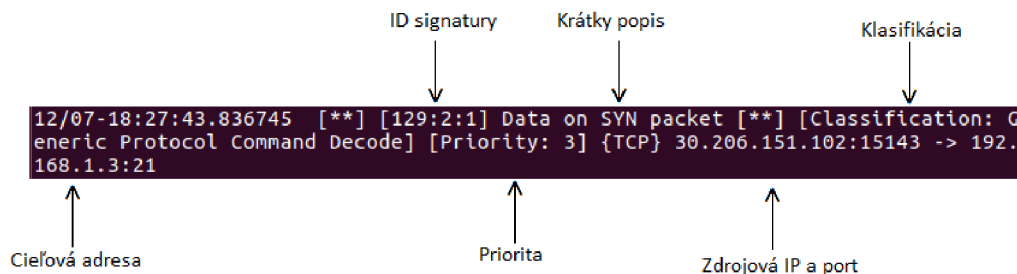 ID signatury
Krátky popis
Klasifikácia
12/07-18:27:43.836745  [**] [129:2:1] Data on SYN packet [**] [Classification: G
eneric Protocol Command Decode] [Priority: 3] {TCP} 30.206.151.102:15143 -> 192.
168.1.3:21
Cieľová adresa
Priorita
Zdrojová IP a port